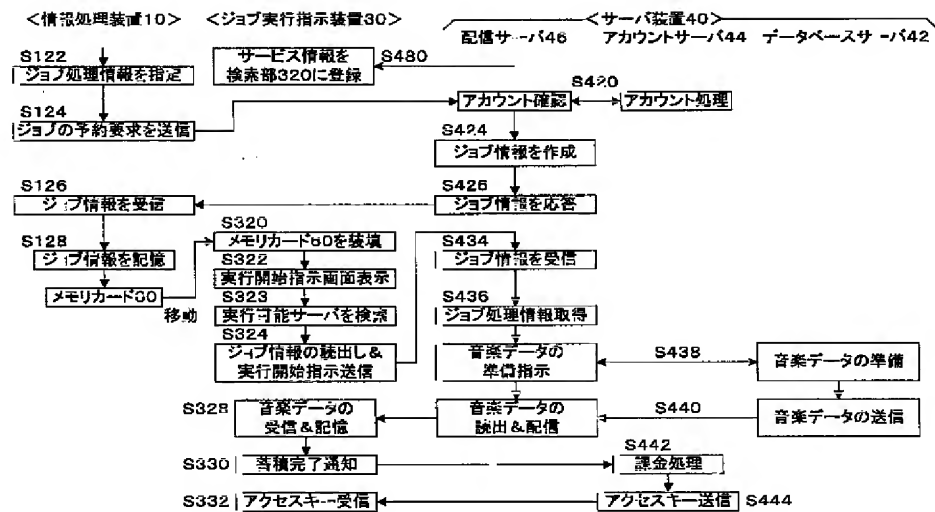 <情報処理装置10>
<ジョブ実行指示装置30>
<サーバ装置40>
配信サーバ46
アカウントサーバ44
データベースサーバ42
S122
ジョブ処理情報を指定
サービス情報を
検索部320に登録
S480
S124
ジョブの予約要求を送信
アカウント確認
S420
アカウント処理
S424
ジョブ情報を作成
S126
ジョブ情報を受信
S426
ジョブ情報を応答
S128
ジョブ情報を記憶
メモリカード60
移動
S320
メモリカード60を装填
S322
実行開始指示画面表示
S323
実行可能サーバを検索
S324
ジョブ情報の読出し&
実行開始指示送信
S434
ジョブ情報を受信
S436
ジョブ処理情報取得
音楽データの
準備指示
S438
音楽データの準備
S328
音楽データの
受信&記憶
音楽データの
読出&配信
S440
音楽データの送信
S330
蓄積完了通知
S442
課金処理
S332
アクセスキー受信
アクセスキー送信
S444